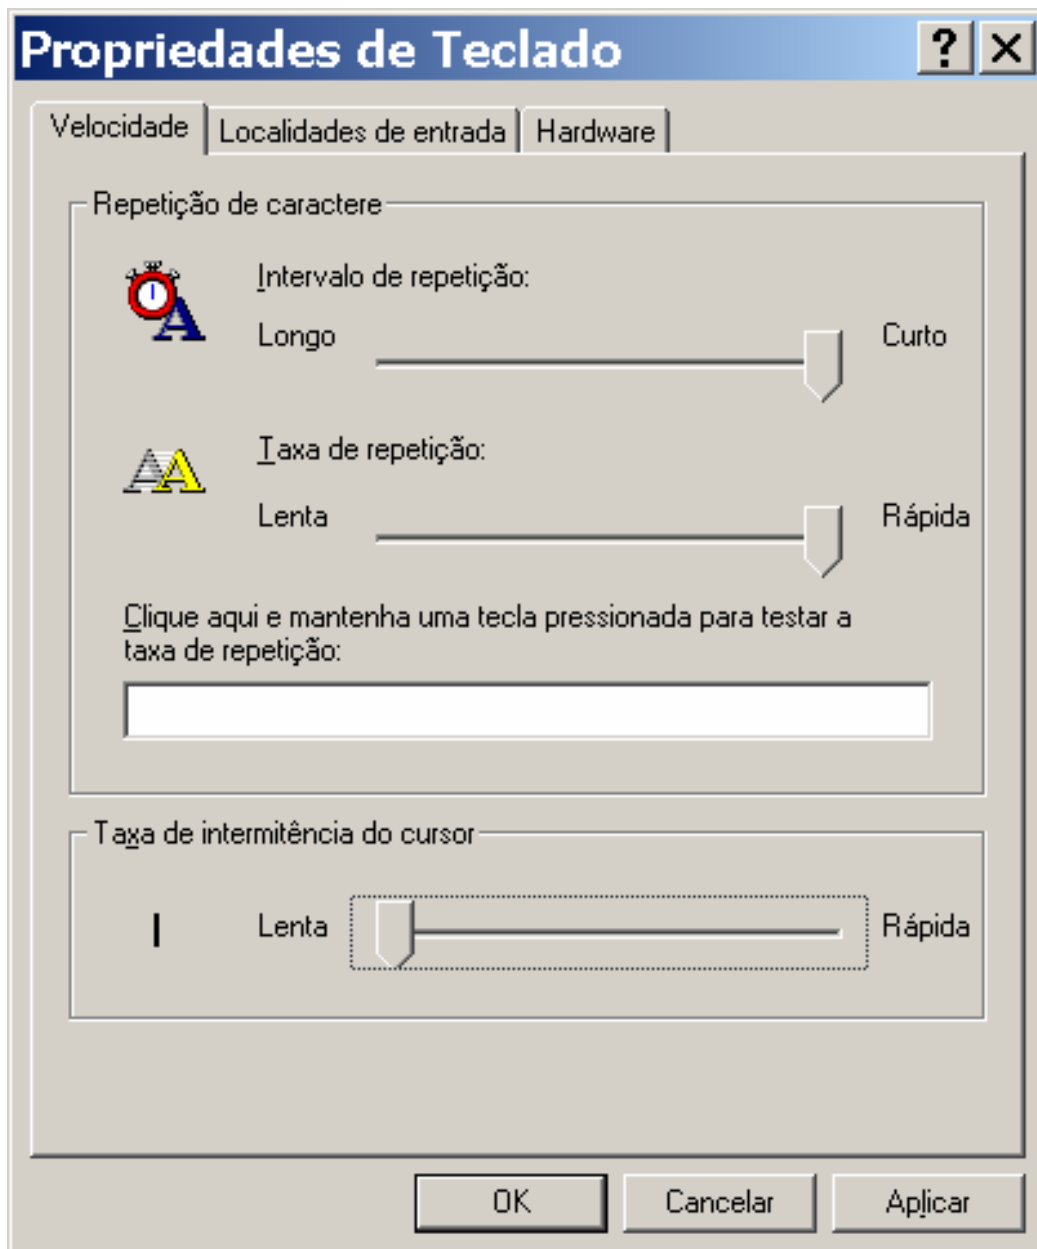 Propriedades de Teclado
Velocidade Localidades de entrada Hardware
Repetição de caractere
Intervalo de repetição:
Longo Curto
Taxa de repetição:
Lenta Rápida
Clique aqui e mantenha uma tecla pressionada para testar a
taxa de repetição:
Taxa de intermitência do cursor
Lenta Rápida
OK Cancelar Aplicar